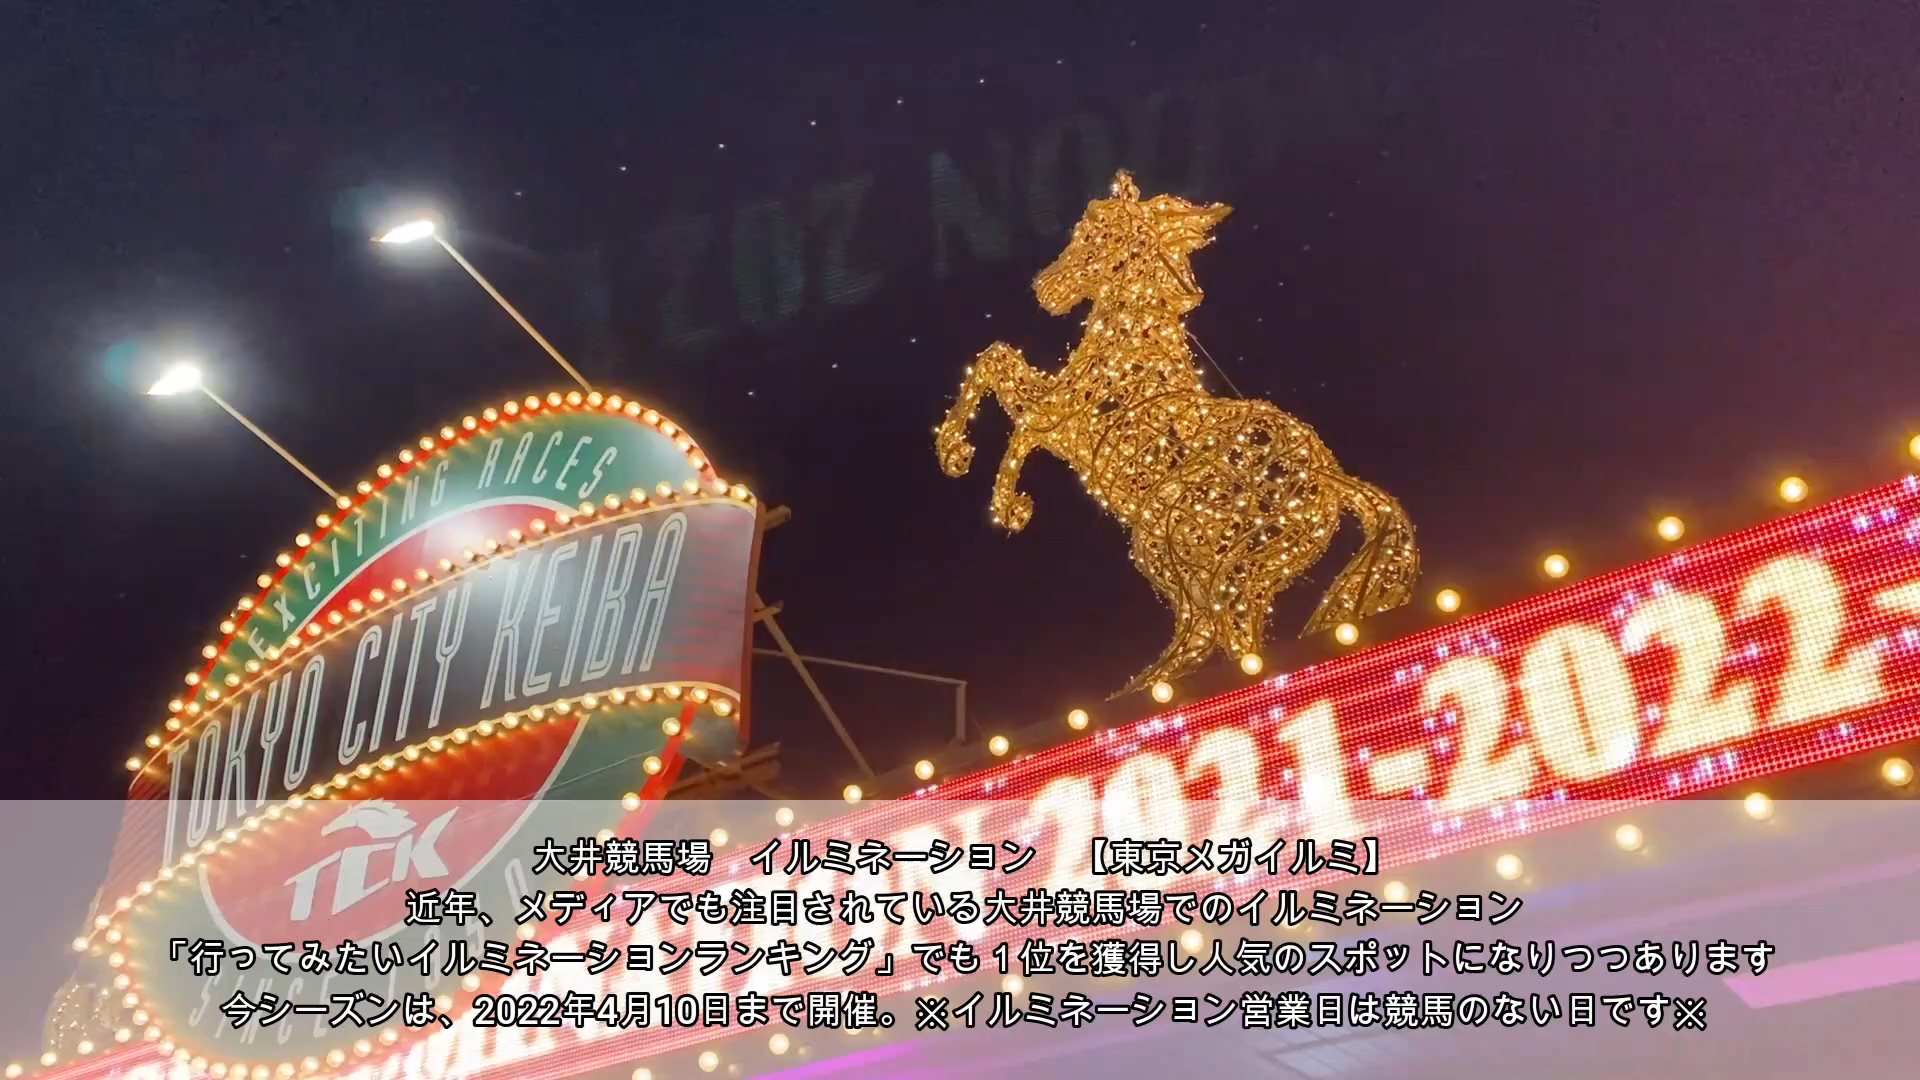 EXCITING RACES
TOKYO CITY KEIBA
TCK
SINCE
2021-2022-
大井競馬場　イルミネーション　【東京メガイルミ】
近年、メディアでも注目されている大井競馬場でのイルミネーション
「行ってみたいイルミネーションランキング」でも１位を獲得し人気のスポットになりつつあります
今シーズンは、2022年4月10日まで開催。※イルミネーション営業日は競馬のない日です※